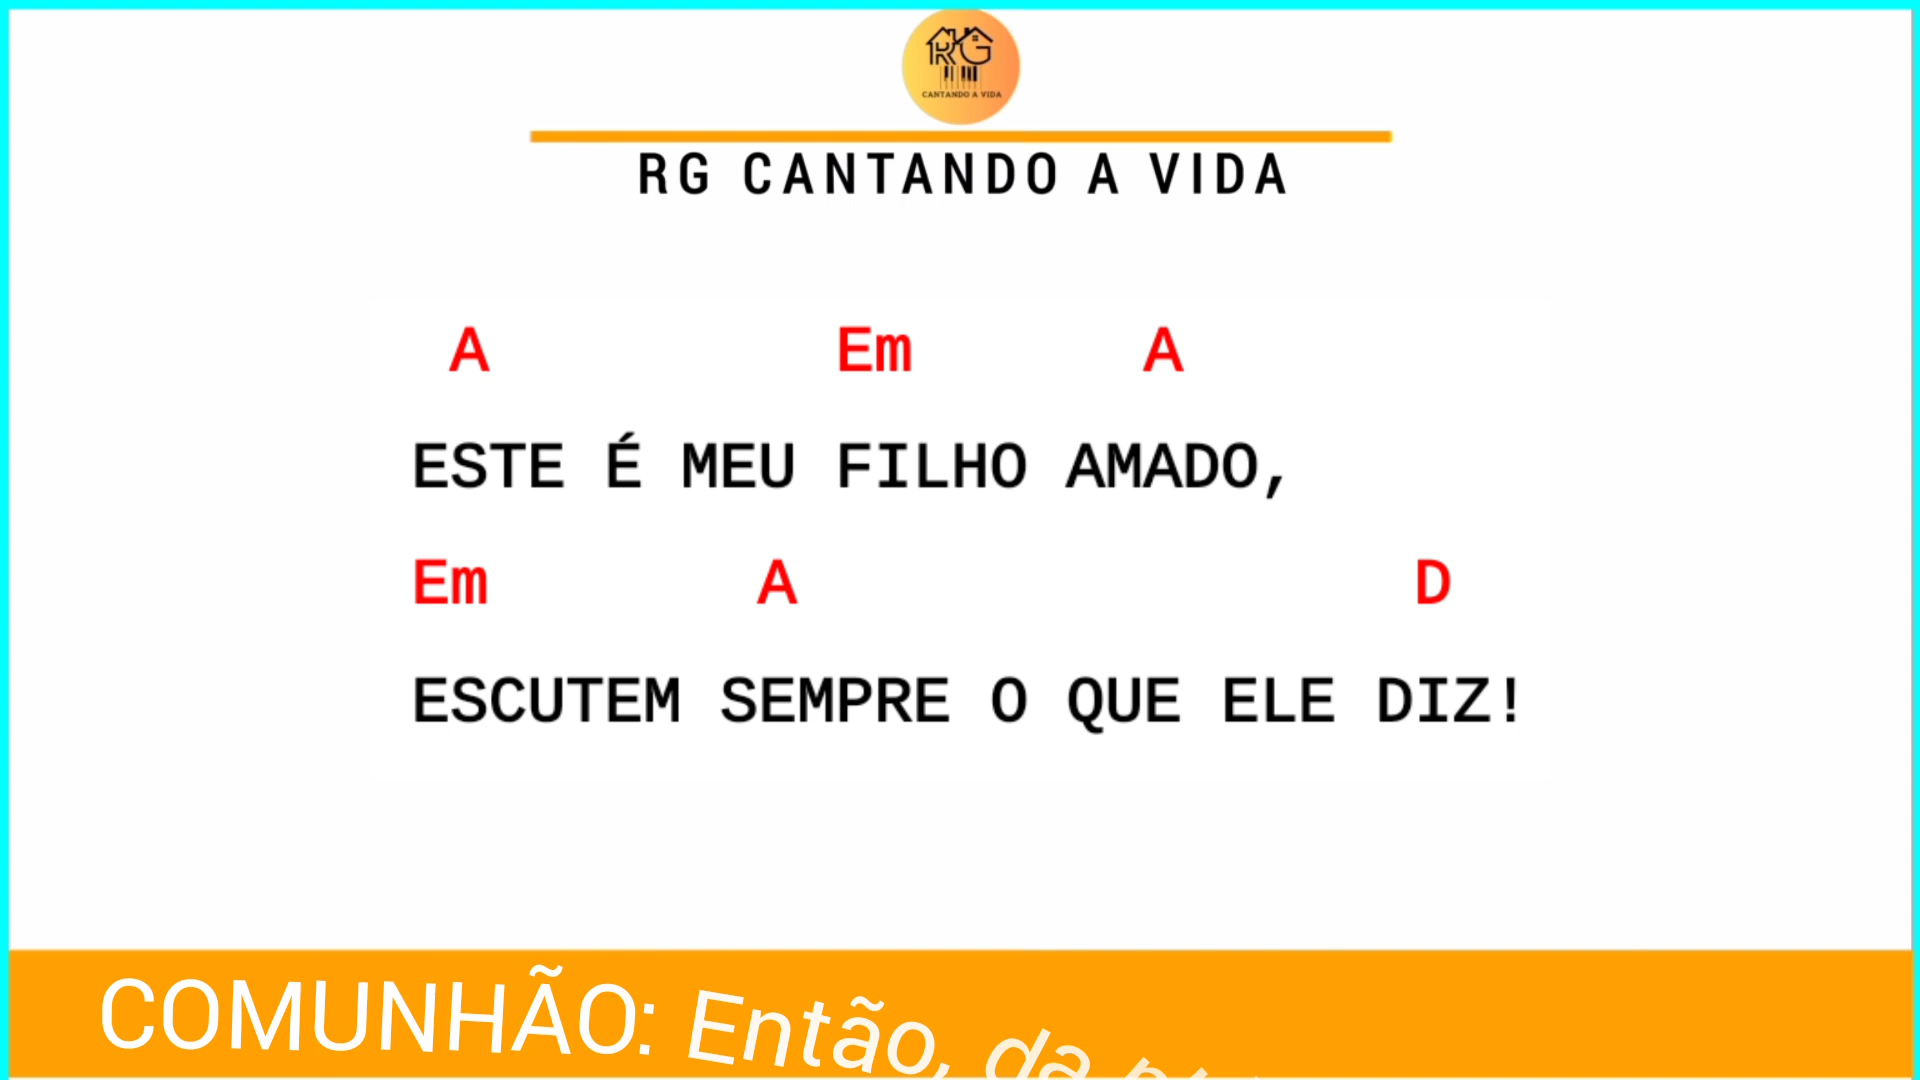 RG
CANTANDO A VIDA
RG CANTANDO A VIDA
A Em A
ESTE É MEU FILHO AMADO,
Em A D
ESCUTEM SEMPRE O QUE ELE DIZ!
COMUNHÃO: Então, da